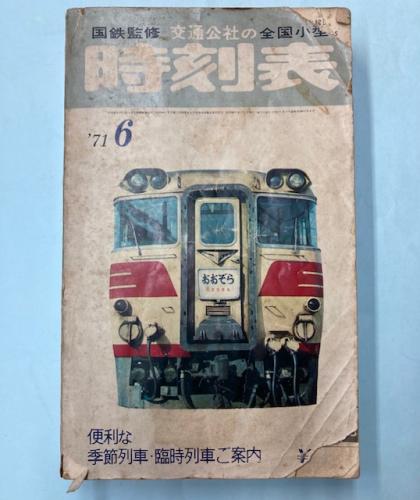 国鉄監修 交通公社の全国小型
時刻表
'71 6
おおぞら
便利な
季節列車・臨時列車ご案内